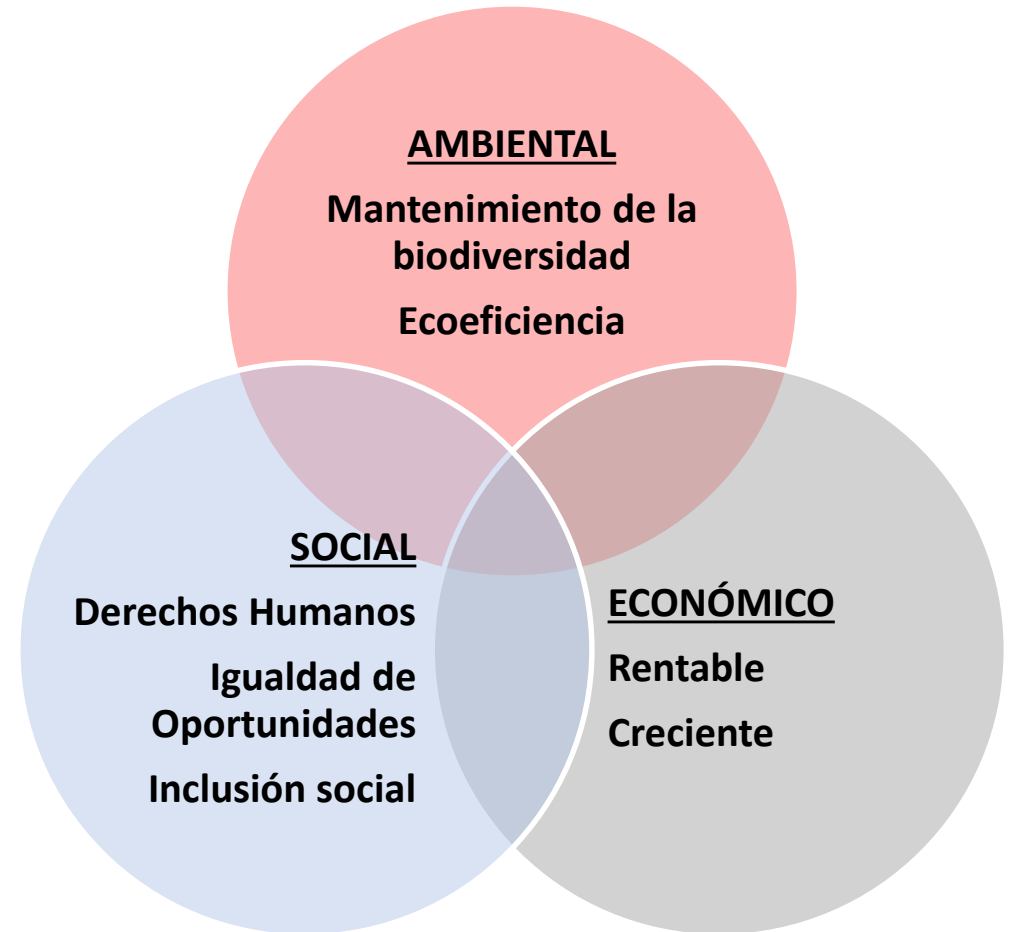 AMBIENTAL
Mantenimiento de la
biodiversidad
Ecoeficiencia
SOCIAL
Derechos Humanos
Igualdad de
Oportunidades
Inclusión social
ECONÓMICO
Rentable
Creciente